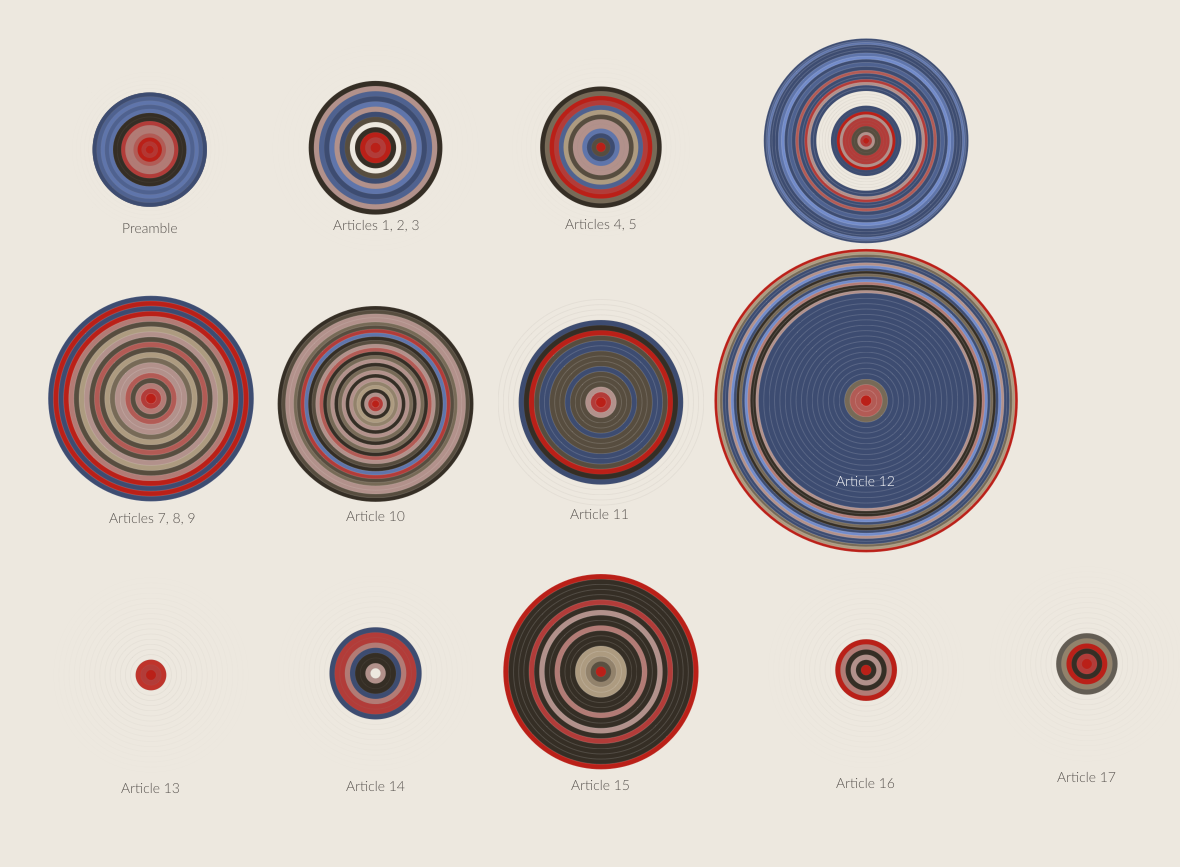 Preamble
Articles 1, 2, 3
Articles 4, 5
Articles 7, 8, 9
Article 10
Article 11
Article 12
Article 13
Article 14
Article 15
Article 16
Article 17